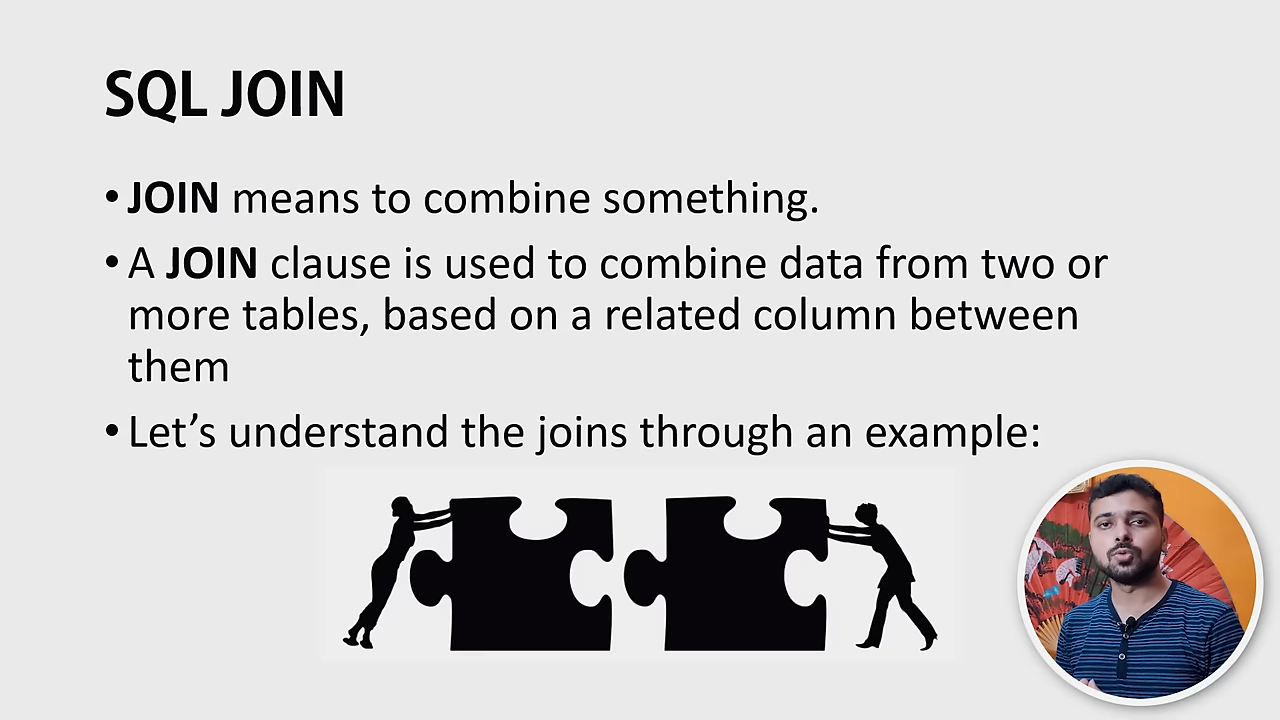 SQL JOIN
•JOIN means to combine something.
•A JOIN clause is used to combine data from two or
more tables, based on a related column between
them
•Let’s understand the joins through an example: